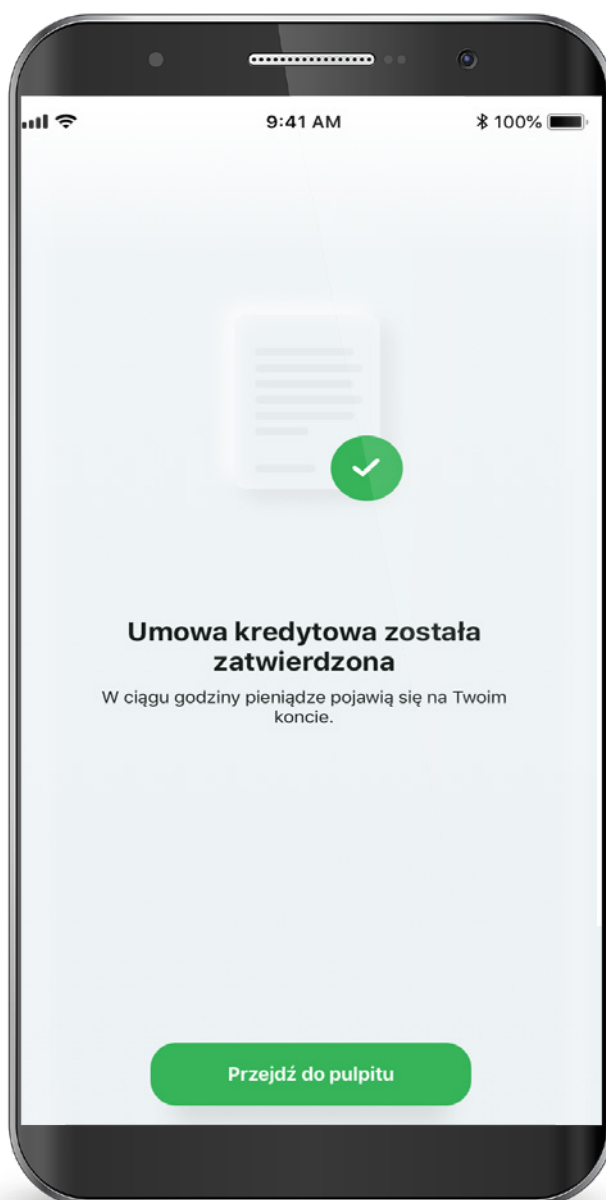 9:41 AM
100%
Umowa kredytowa została
zatwierdzona
W ciągu godziny pieniądze pojawią się na Twoim
koncie.
Przejdź do pulpitu